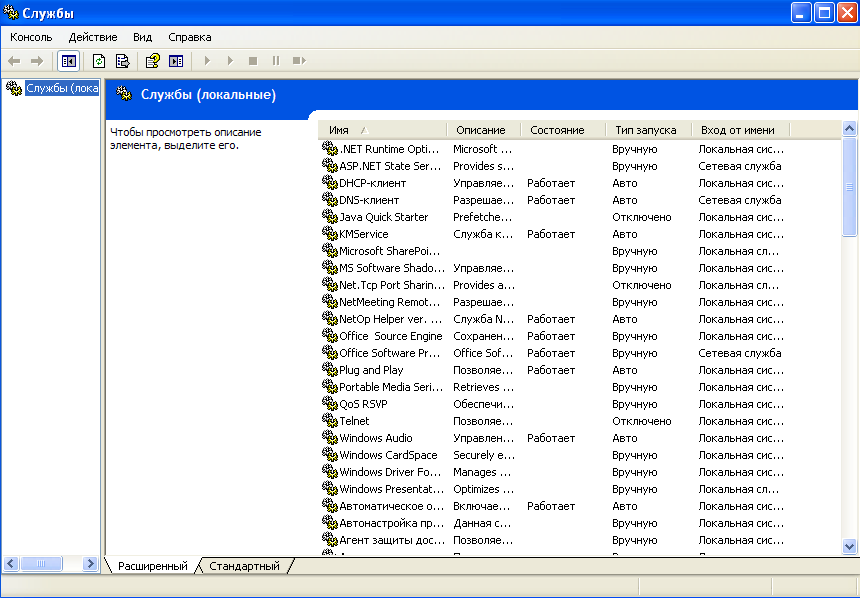 Службы
Консоль Действие Вид Справка
Службы (лока
Службы (локальные)
Чтобы просмотреть описание
элемента, выделите его.
Имя Описание Состояние Тип запуска Вход от имени
.NET Runtime Opti... Microsoft ... Вручную Локальная сис...
ASP.NET State Ser... Provides s... Вручную Сетевая служба
DHCP-клиент Управляе... Работает Авто Локальная сис...
DNS-клиент Разрешае... Работает Авто Сетевая служба
Java Quick Starter Prefetche... Отключено Локальная сис...
KMService Служба к... Работает Авто Локальная сис...
Microsoft SharePoi... Вручную Локальная сл...
MS Software Shado... Управляе... Вручную Локальная сис...
Net.Tcp Port Sharin... Provides a... Отключено Локальная сл...
NetMeeting Remot... Разрешае... Вручную Локальная сис...
NetOp Helper ver. ... Служба N... Работает Авто Локальная сис...
Office Source Engine Сохранен... Работает Вручную Локальная сис...
Office Software Pr... Office Sof... Работает Вручную Сетевая служба
Plug and Play Позволяе... Работает Авто Локальная сис...
Portable Media Seri... Retrieves ... Вручную Локальная сис...
QoS RSVP Обеспечи... Вручную Локальная сис...
Telnet Позволяе... Отключено Локальная сис...
Windows Audio Управлен... Работает Авто Локальная сис...
Windows CardSpace Securely e... Вручную Локальная сис...
Windows Driver Fo... Manages ... Вручную Локальная сис...
Windows Presentat... Optimizes ... Вручную Локальная сл...
Автоматическое о... Включае... Работает Авто Локальная сис...
Автонастройка пр... Данная с... Вручную Локальная сис...
Агент защиты дос... Позволяе... Вручную Локальная сис...
Расширенный Стандартный